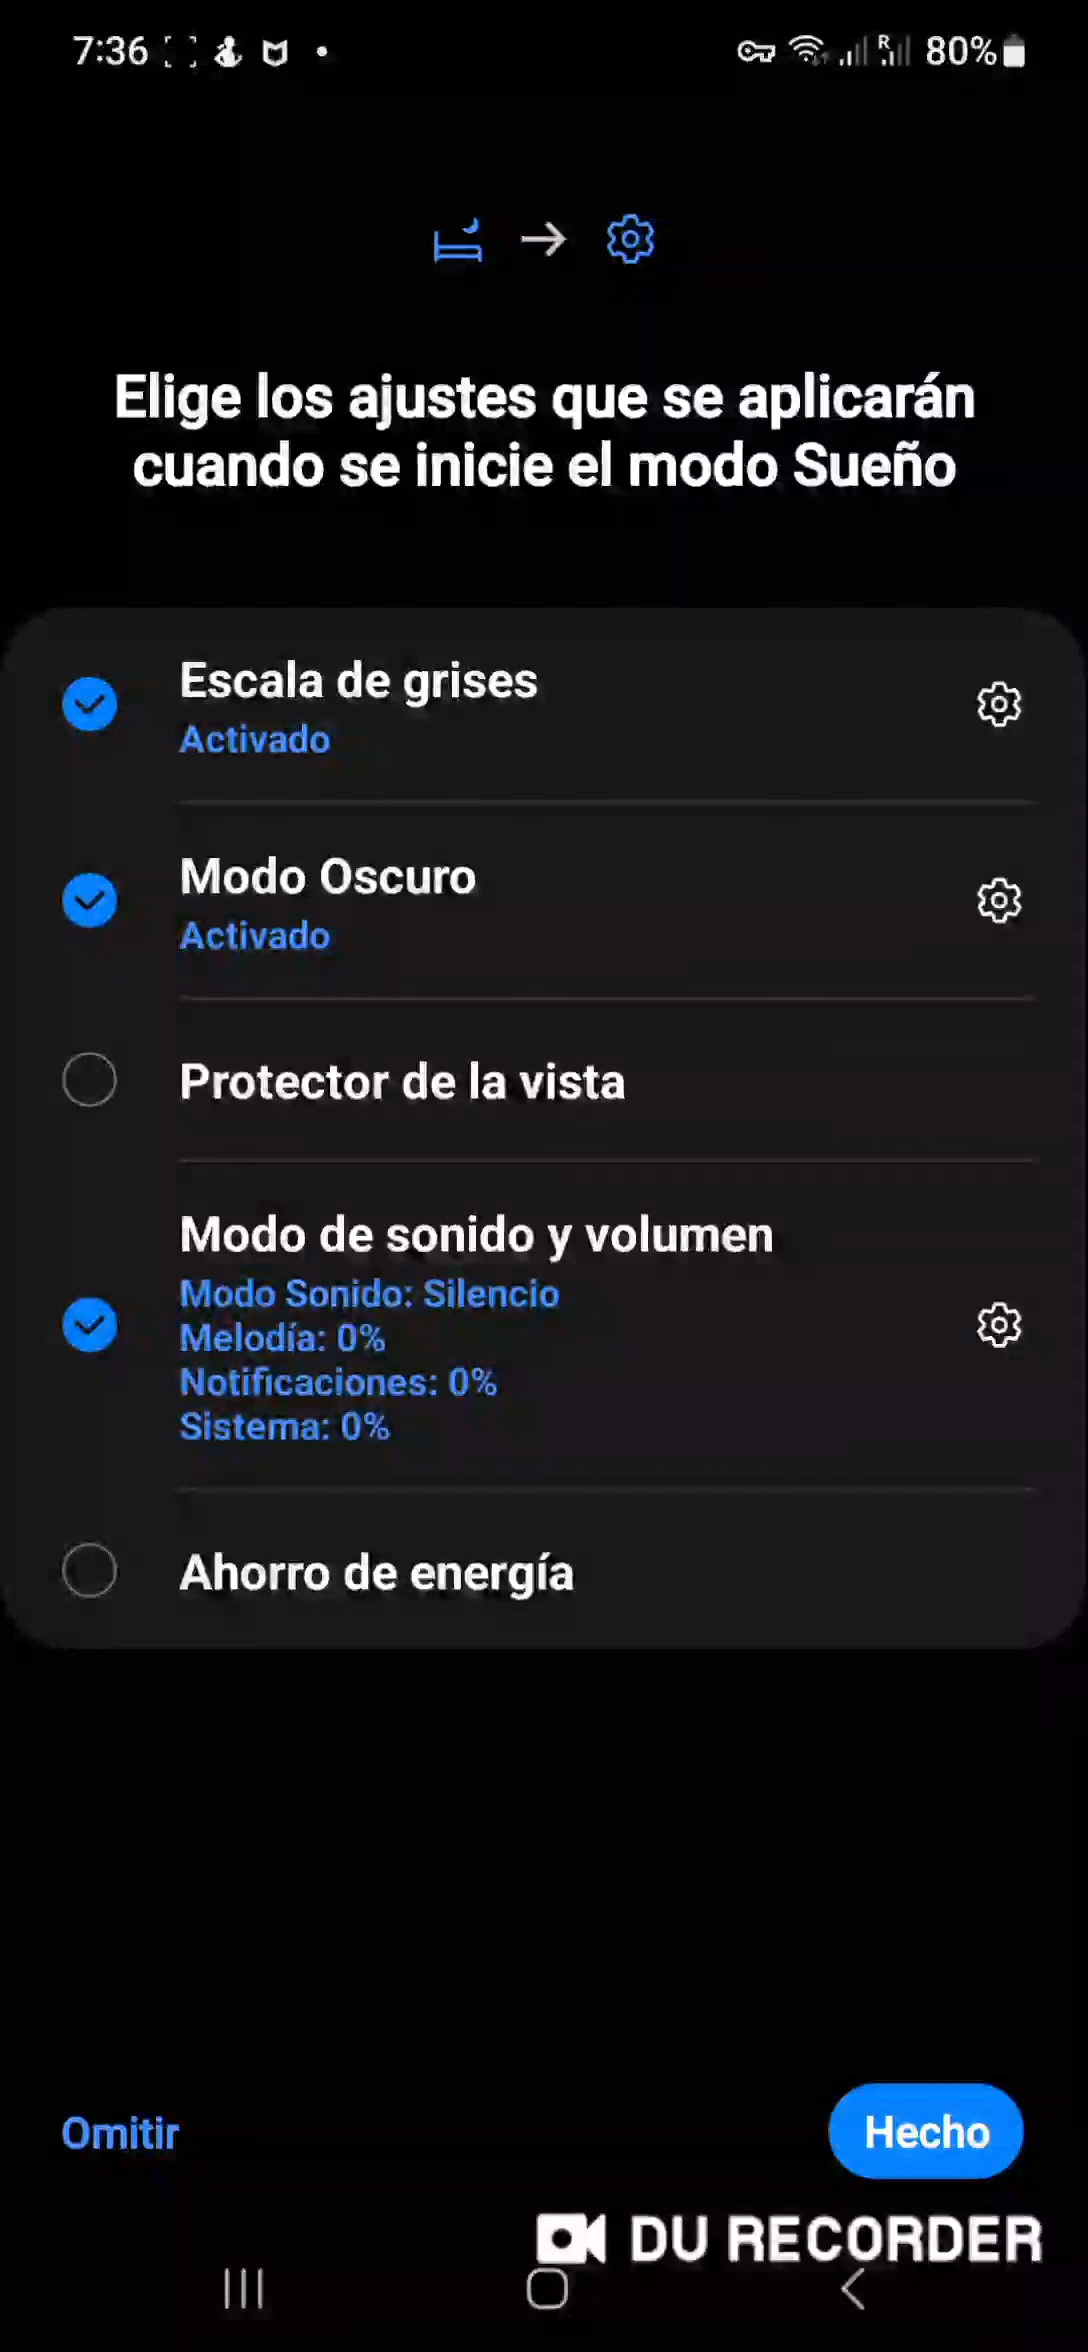 7:36
R
80%
Elige los ajustes que se aplicarán
cuando se inicie el modo Sueño
Escala de grises
Activado
Modo Oscuro
Activado
Protector de la vista
Modo de sonido y volumen
Modo Sonido: Silencio
Melodía: 0%
Notificaciones: 0%
Sistema: 0%
Ahorro de energía
Omitir
Hecho
DU RECORDER